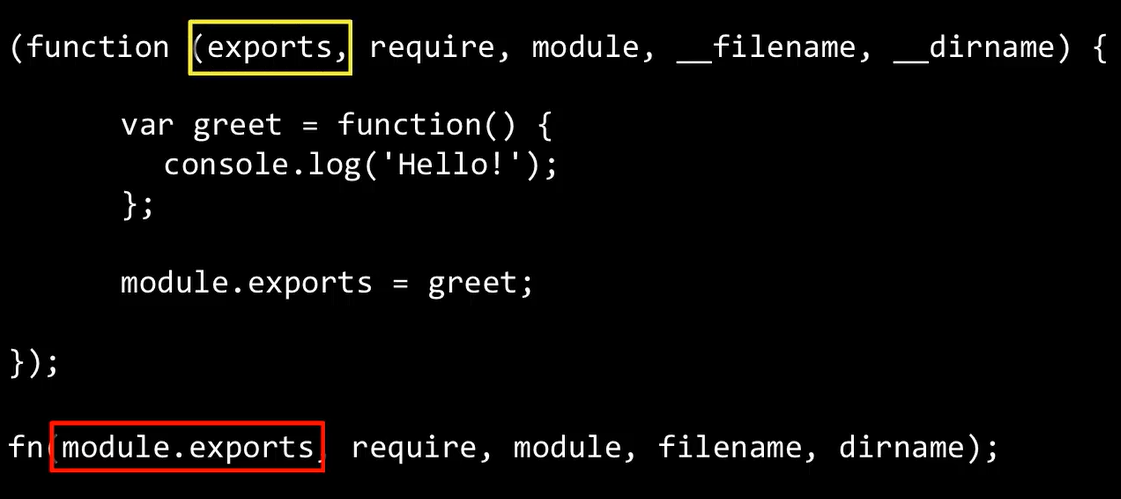 (function (exports, require, module, __filename, __dirname) {
var greet = function() {
console.log('Hello!');
};
module.exports = greet;
});
fn(module.exports, require, module, filename, dirname);